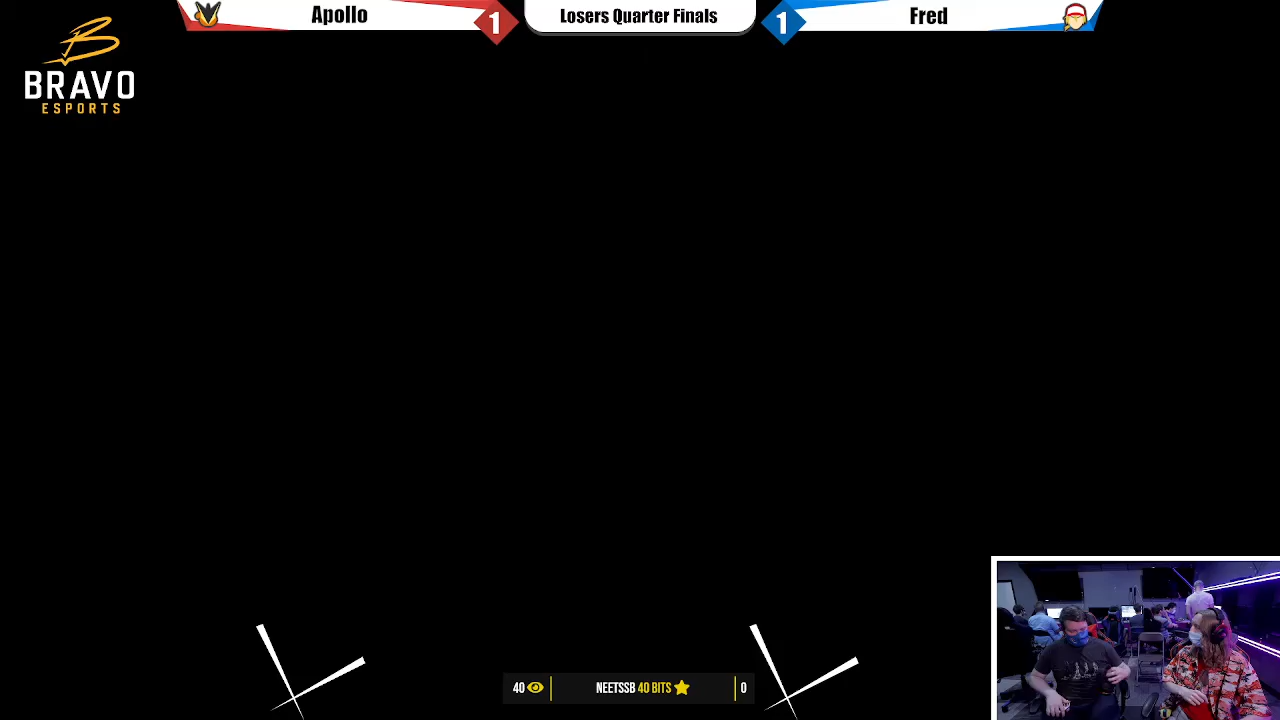 Apollo
1
Losers Quarter Finals
1
Fred
BRAVO
ESPORTS
40
NEETSSB 40 BITS
0